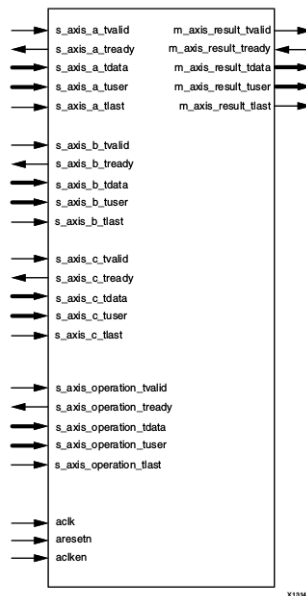 s_axis_a_tvalid
s_axis_a_tready
s_axis_a_tdata
s_axis_a_tuser
s_axis_a_tlast
s_axis_b_tvalid
s_axis_b_tready
s_axis_b_tdata
s_axis_b_tuser
s_axis_b_tlast
s_axis_c_tvalid
s_axis_c_tready
s_axis_c_tdata
s_axis_c_tuser
s_axis_c_tlast
s_axis_operation_tvalid
s_axis_operation_tready
s_axis_operation_tdata
s_axis_operation_tuser
s_axis_operation_tlast
aclk
aresetn
aclken
m_axis_result_tvalid
m_axis_result_tready
m_axis_result_tdata
m_axis_result_tuser
m_axis_result_tlast